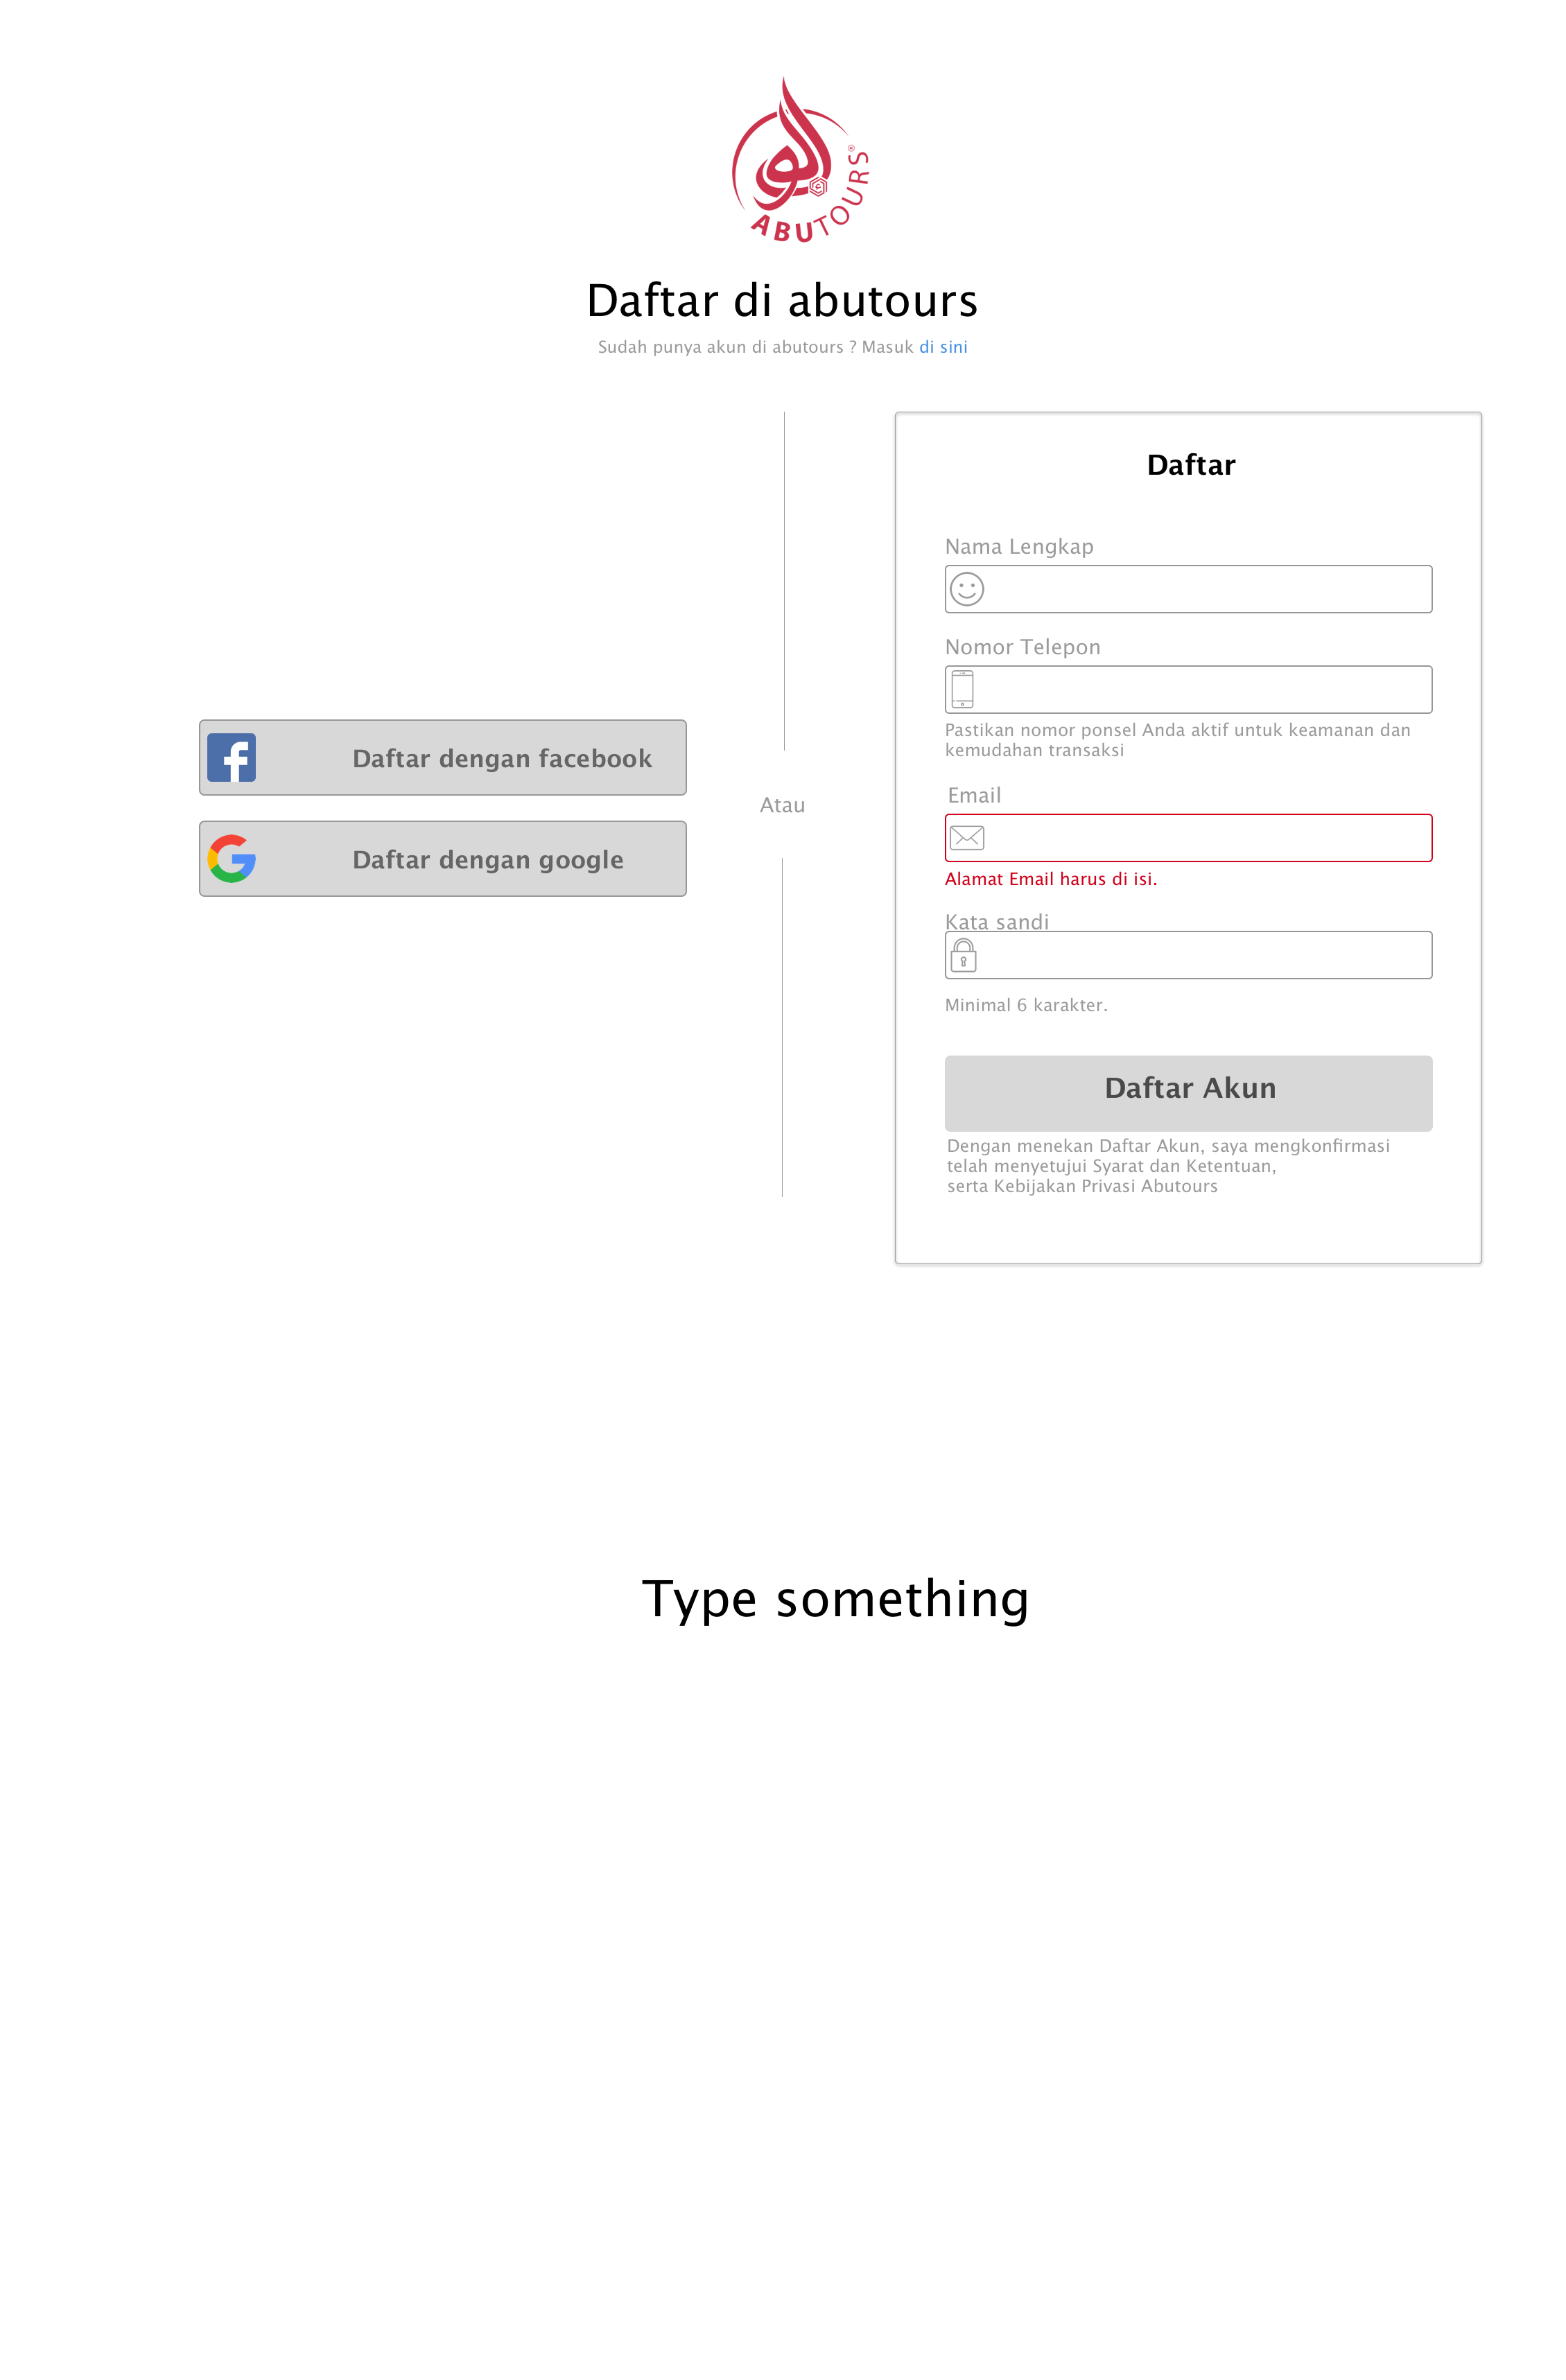 ABUTOURS®
Daftar di abutours
Sudah punya akun di abutours ? Masuk di sini
Daftar dengan facebook
Daftar dengan google
Atau
Daftar
Nama Lengkap
Nomor Telepon
Pastikan nomor ponsel Anda aktif untuk keamanan dan
kemudahan transaksi
Email
Alamat Email harus di isi.
Kata sandi
Minimal 6 karakter.
Daftar Akun
Dengan menekan Daftar Akun, saya mengkonfirmasi
telah menyetujui Syarat dan Ketentuan,
serta Kebijakan Privasi Abutours
Type something